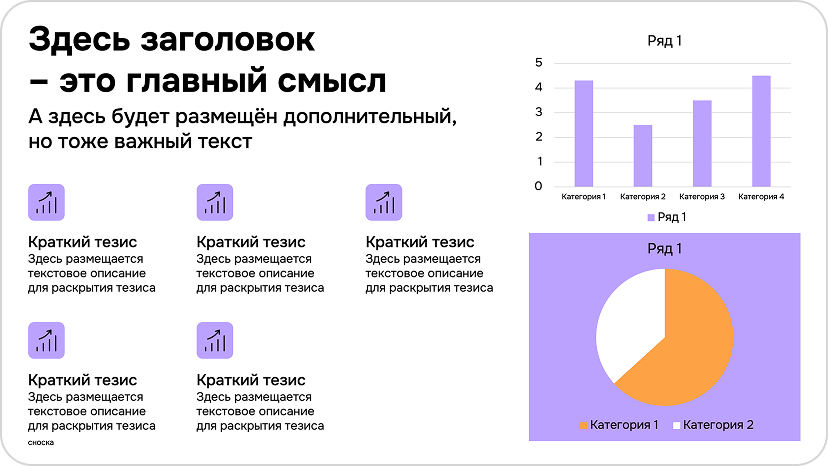 Здесь заголовок
– это главный смысл
А здесь будет размещён дополнительный,
но тоже важный текст
Краткий тезис
Здесь размещается
текстовое описание
для раскрытия тезиса
Краткий тезис
Здесь размещается
текстовое описание
для раскрытия тезиса
Краткий тезис
Здесь размещается
текстовое описание
для раскрытия тезиса
Краткий тезис
Здесь размещается
текстовое описание
для раскрытия тезиса
Краткий тезис
Здесь размещается
текстовое описание
для раскрытия тезиса
сноска
Ряд 1
5
4
3
2
1
0
Категория 1 Категория 2 Категория 3 Категория 4
Ряд 1
Ряд 1
Категория 1 Категория 2